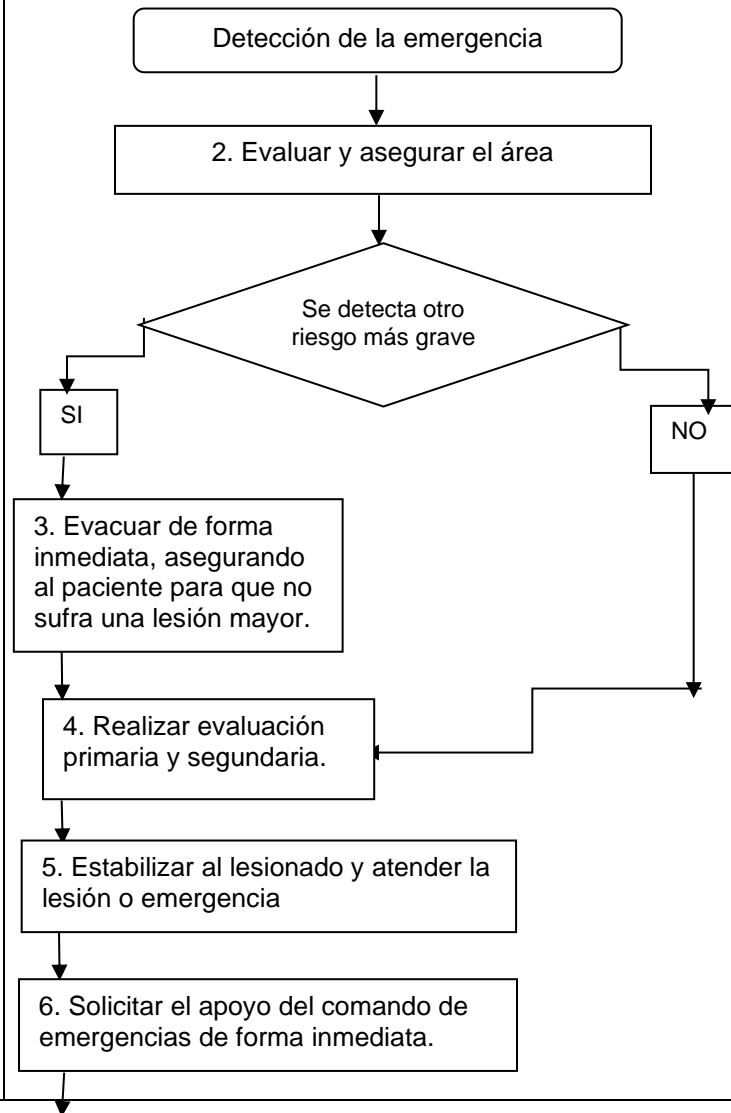 Detección de la emergencia
2. Evaluar y asegurar el área
Se detecta otro
riesgo más grave
SI
NO
3. Evacuar de forma
inmediata, asegurando
al paciente para que no
sufra una lesión mayor.
4. Realizar evaluación
primaria y segundaria.
5. Estabilizar al lesionado y atender la
lesión o emergencia
6. Solicitar el apoyo del comando de
emergencias de forma inmediata.